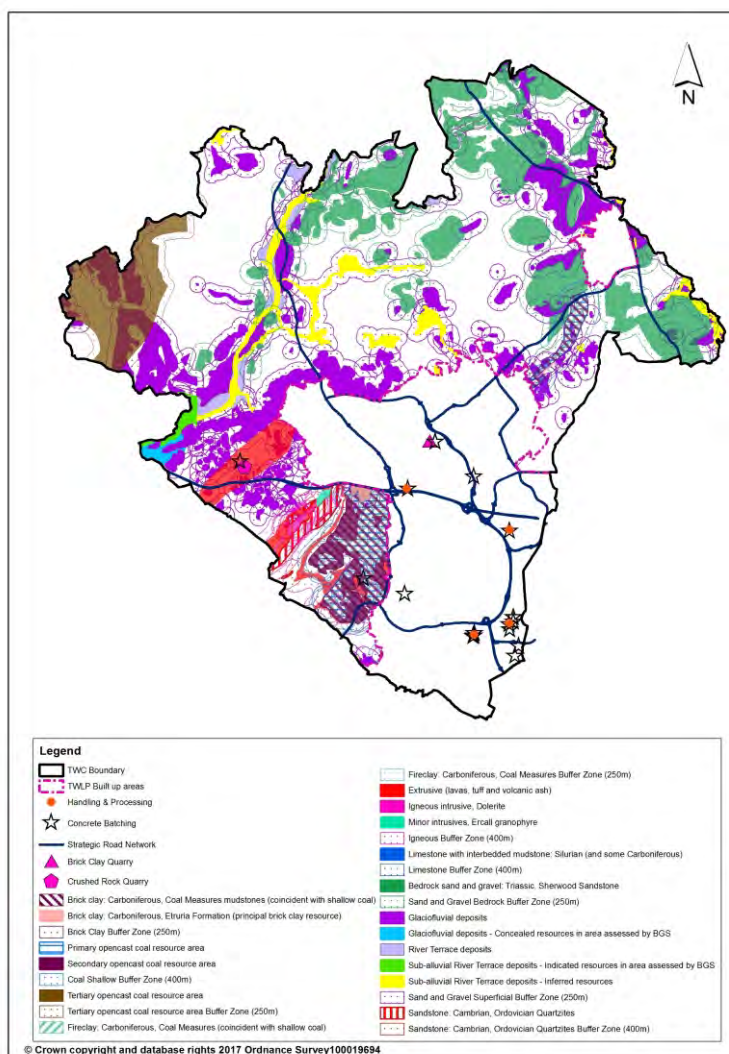 N
Legend
TWC Boundary
TWLP Built up areas
Handling & Processing
Concrete Batching
Strategic Road Network
Brick Clay Quarry
Crushed Rock Quarry
Brick clay: Carboniferous, Coal Measures mudstones (coincident with shallow coal)
Brick clay: Carboniferous, Etruria Formation (principal brick clay resource)
Brick Clay Buffer Zone (250m)
Primary opencast coal resource area
Secondary opencast coal resource area
Coal Shallow Buffer Zone (400m)
Tertiary opencast coal resource area
Tertiary opencast coal resource area Buffer Zone (250m)
Fireclay: Carboniferous, Coal Measures (coincident with shallow coal)
Fireclay: Carboniferous, Coal Measures Buffer Zone (250m)
Extrusive (lavas, tuff and volcanic ash)
Igneous intrusive, Dolerite
Minor intrusives, Ercall granophyre
Igneous Buffer Zone (400m)
Limestone with interbedded mudstone: Silurian (and some Carboniferous)
Limestone Buffer Zone (400m)
Bedrock sand and gravel: Triassic, Sherwood Sandstone
Sand and Gravel Bedrock Buffer Zone (250m)
Glaciofluvial deposits
Glaciofluvial deposits - Concealed resources in area assessed by BGS
River Terrace deposits
Sub-alluvial River Terrace deposits - Indicated resources in area assessed by BGS
Sub-alluvial River Terrace deposits - Inferred resources
Sand and Gravel Superficial Buffer Zone (250m)
Sandstone: Cambrian, Ordovician Quartzites
Sandstone: Cambrian, Ordovician Quartzites Buffer Zone (400m)
© Crown copyright and database rights 2017 Ordnance Survey100019694